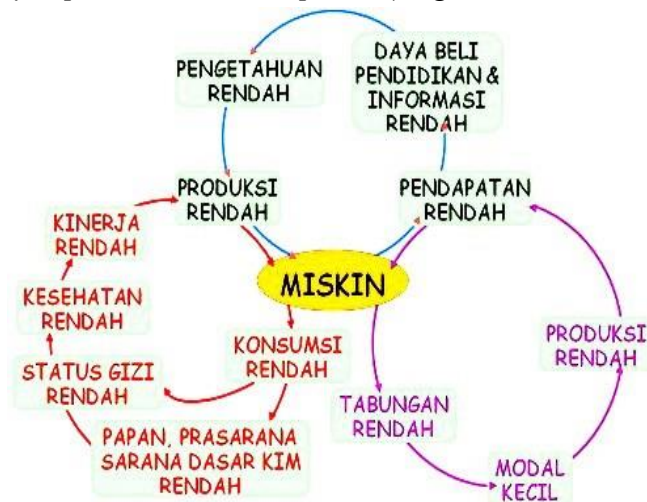 DAYA BELI
PENDIDIKAN &
INFORMASI
RENDAH
PENGETAHUAN
RENDAH
PRODUKSI
RENDAH
PENDAPATAN
RENDAH
KINERJA
RENDAH
MISKIN
KESEHATAN
RENDAH
KONSUMSI
RENDAH
PRODUKSI
RENDAH
STATUS GIZI
RENDAH
TABUNGAN
RENDAH
PAPAN, PRASARANA
SARANA DASAR KIM
RENDAH
MODAL
KECIL